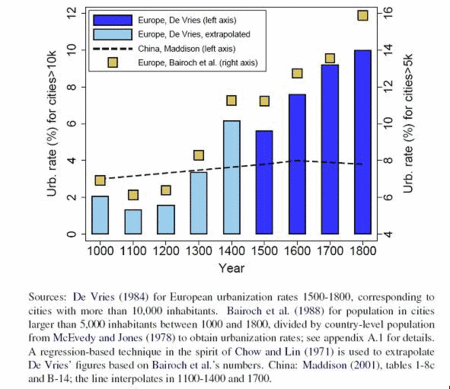 Europe, De Vries (left axis)
Europe, De Vries, extrapolated
China, Maddison (left axis)
Europe, Bairoch et al. (right axis)
Urb. rate (%) for cities>10k
0 2 4 6 8 10 12
Urb. rate (%) for cities>5k
4 6 8 10 12 14 16
1000 1100 1200 1300 1400 1500 1600 1700 1800
Year
Sources: De Vries (1984) for European urbanization rates 1500-1800, corresponding to
cities with more than 10,000 inhabitants. Bairoch et al. (1988) for population in cities
larger than 5,000 inhabitants between 1000 and 1800, divided by country-level population
from McEvedy and Jones (1978) to obtain urbanization rates; see appendix A.1 for details.
A regression-based technique in the spirit of Chow and Lin (1971) is used to extrapolate
De Vries' figures based on Bairoch et al.'s numbers. China: Maddison (2001), tables 1-8c
and B-14; the line interpolates in 1100-1400 and 1700.